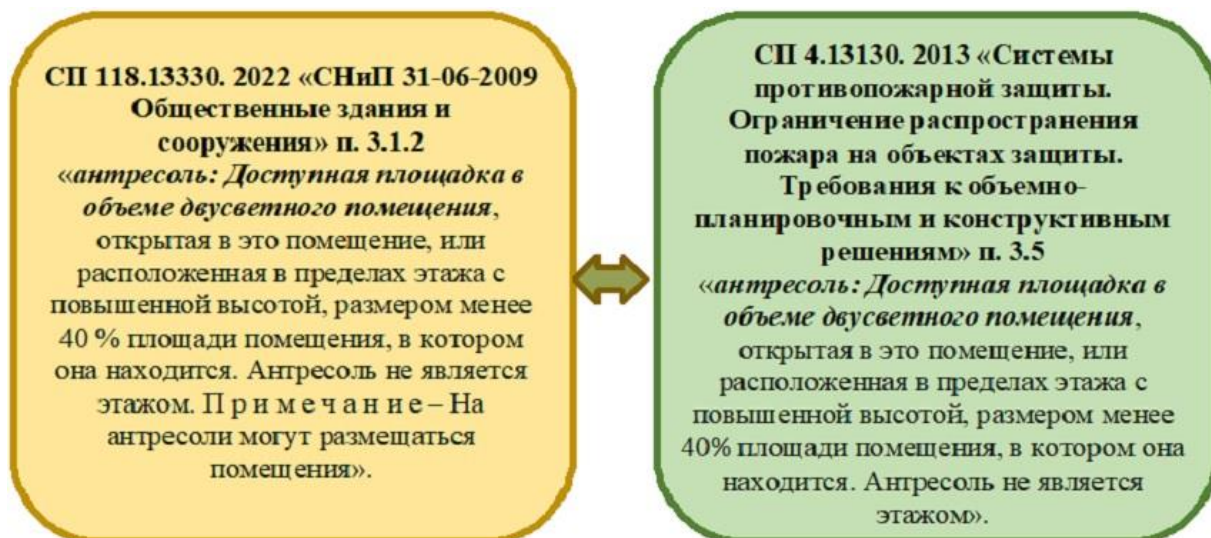 СП 118.13330. 2022 «СНиП 31-06-2009
Общественные здания и
сооружения» п. 3.1.2
«антресоль: Доступная площадка в
объеме двусветного помещения,
открытая в это помещение, или
расположенная в пределах этажа с
повышенной высотой, размером менее
40 % площади помещения, в котором
она находится. Антресоль не является
этажом. П р и м е ч а н и е – На
антресоли могут размещаться
помещения».
СП 4.13130. 2013 «Системы
противопожарной защиты.
Ограничение распространения
пожара на объектах защиты.
Требования к объемно-
планировочным и конструктивным
решениям» п. 3.5
«антресоль: Доступная площадка в
объеме двусветного помещения,
открытая в это помещение, или
расположенная в пределах этажа с
повышенной высотой, размером менее
40% площади помещения, в котором она
находится. Антресоль не является
этажом».